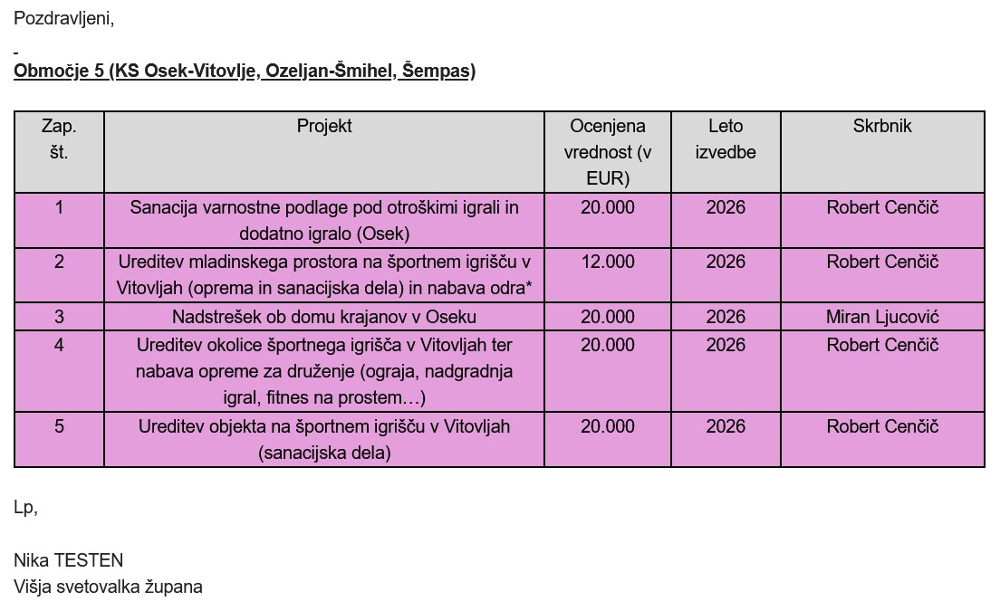 Pozdravljeni,
Območje 5 (KS Osek-Vitovlje, Ozeljan-Šmihel, Šempas)
Zap. št. Projekt Ocenjena vrednost (v EUR) Leto izvedbe Skrbnik
1 Sanacija varnostne podlage pod otroškimi igrali in 20.000 2026 Robert Cenčič
dodatno igralo (Osek)
2 Ureditev mladinskega prostora na športnem igrišču v 12.000 2026 Robert Cenčič
Vitovljah (oprema in sanacijska dela) in nabava odra*
3 Nadstrešek ob domu krajanov v Oseku 20.000 2026 Miran Ljucović
4 Ureditev okolice športnega igrišča v Vitovljah ter 20.000 2026 Robert Cenčič
nabava opreme za druženje (ograja, nadgradnja
igral, fitnes na prostem…)
5 Ureditev objekta na športnem igrišču v Vitovljah 20.000 2026 Robert Cenčič
(sanacijska dela)
Lp,
Nika TESTEN
Višja svetovalka župana